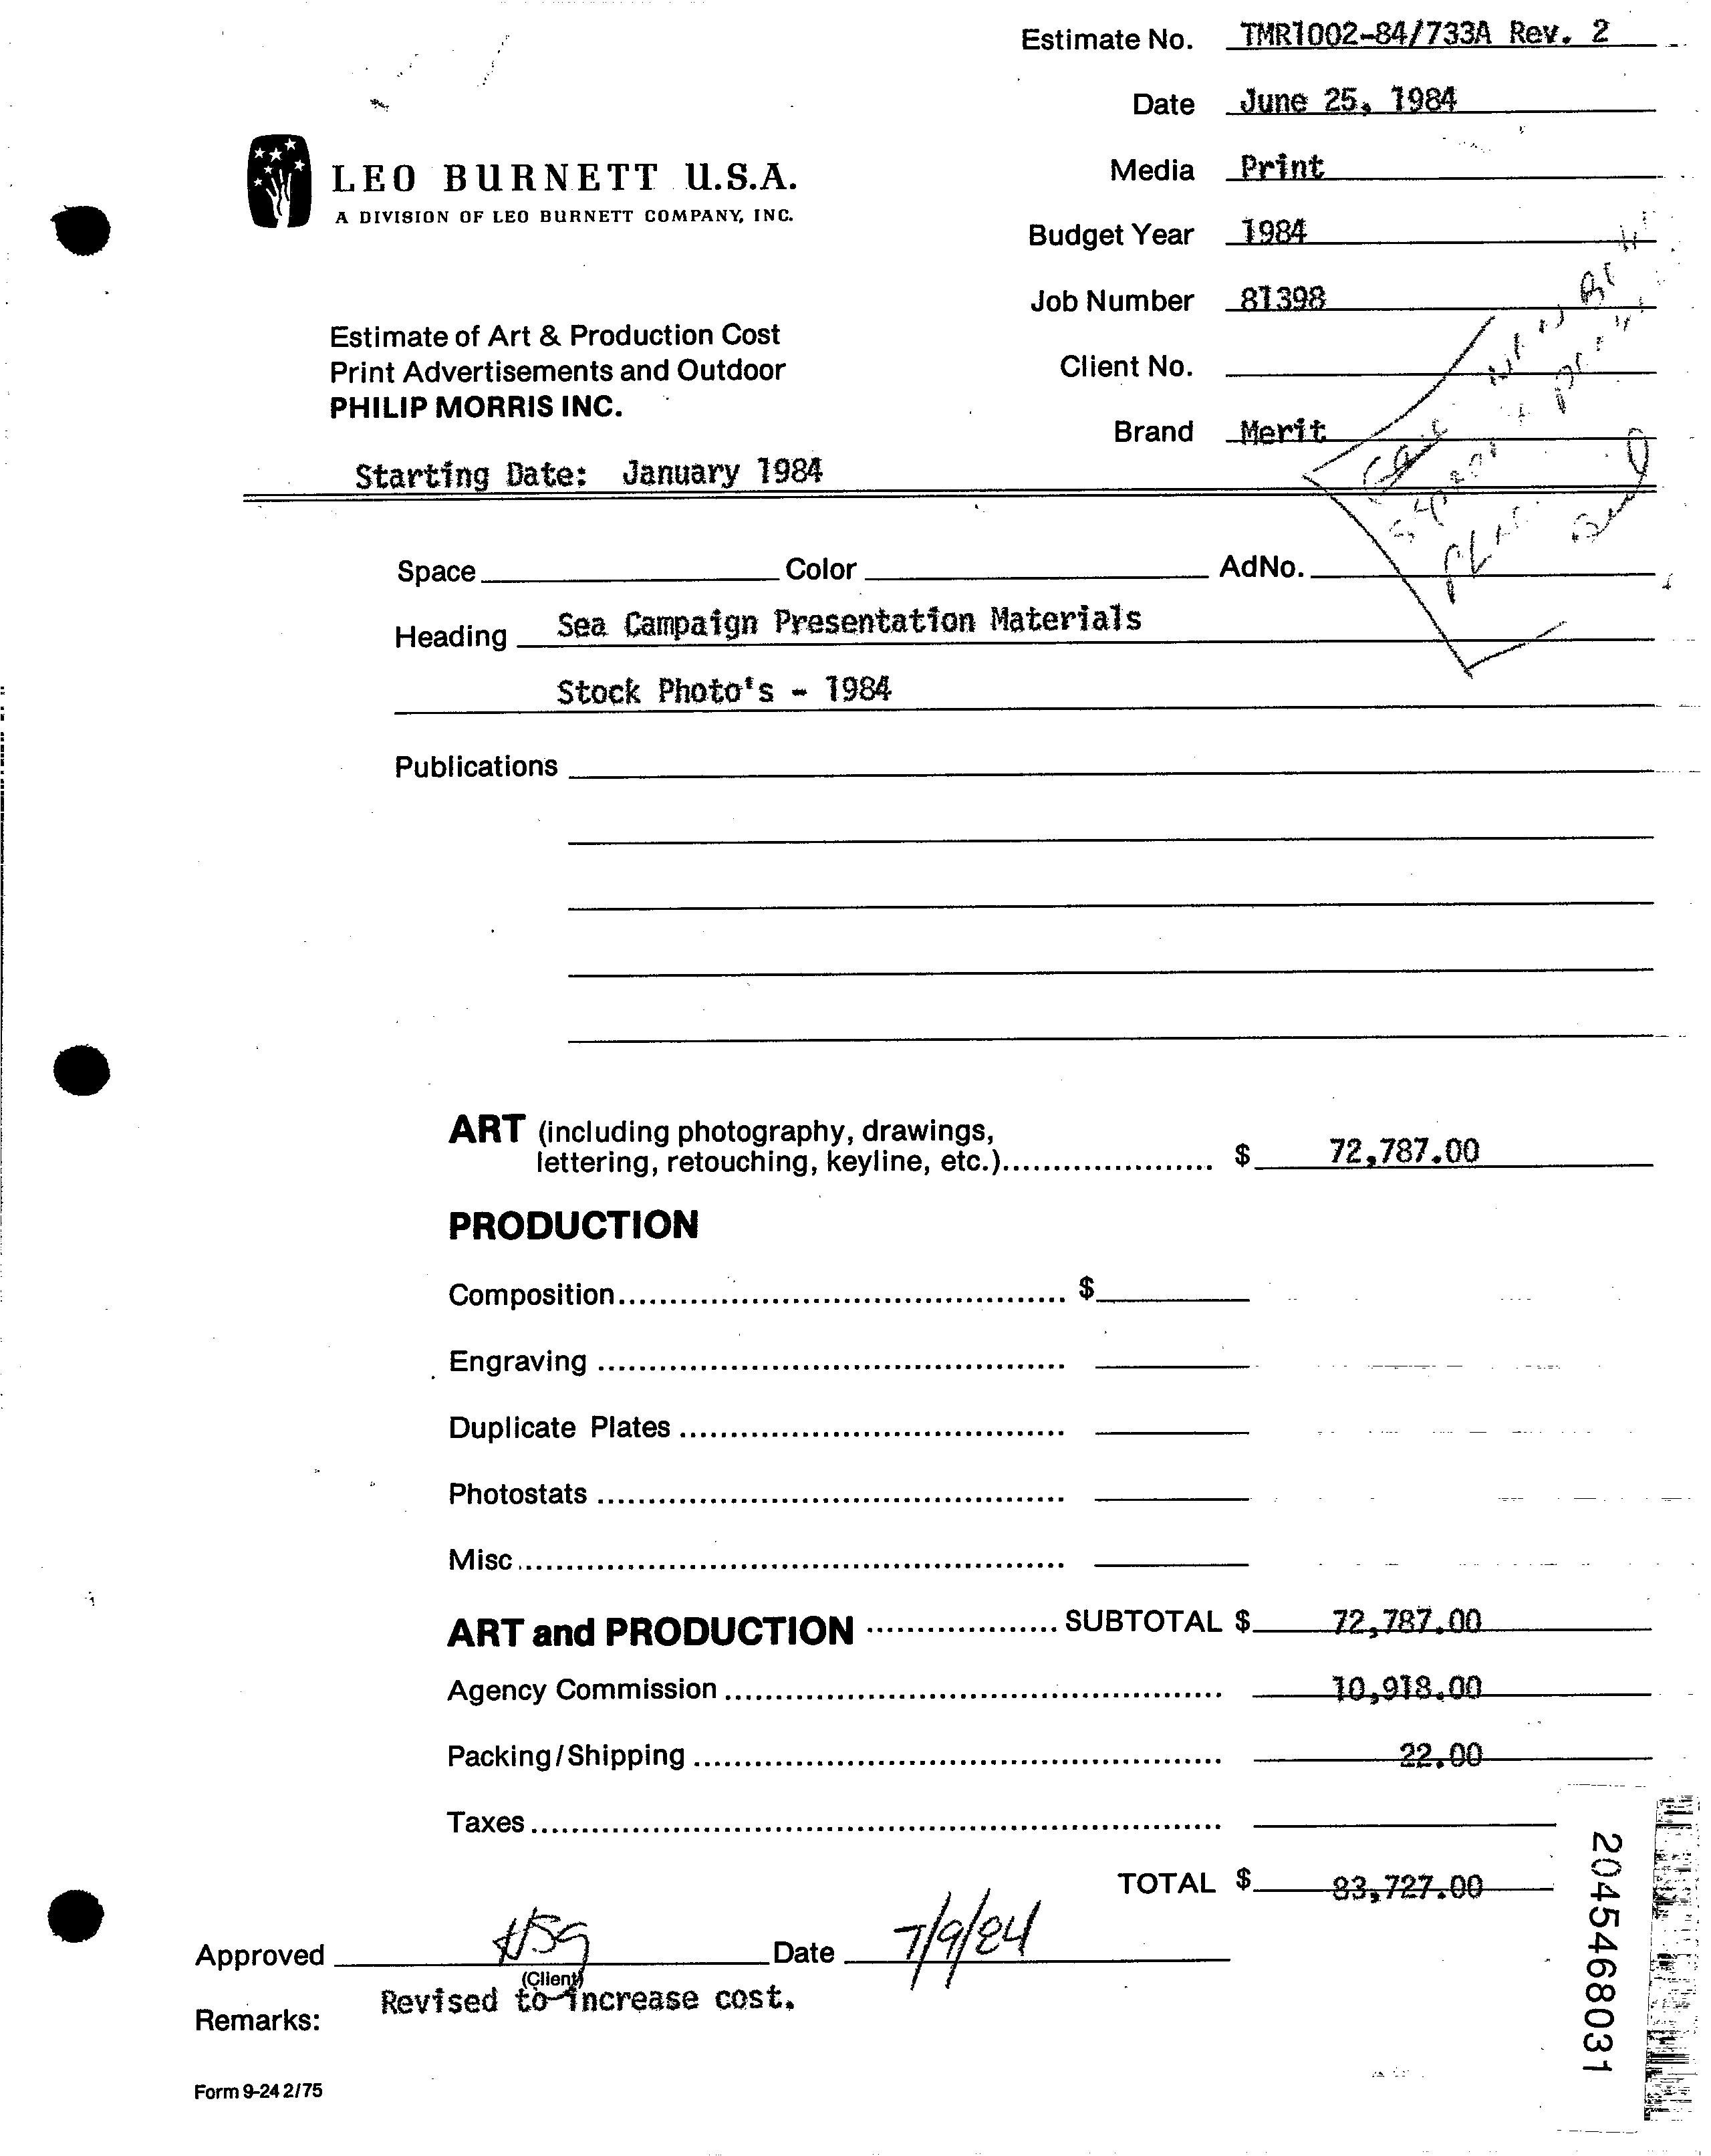 Estimate No. TMR1002-84/733A Rev. 2
Date June 25, 1984
LEO BURNETT U.S.A.
A DIVISION OF LEO BURNETT COMPANY, INC.
Media Print
Budget Year 1984
Job Number 81398
Estimate of Art & Production Cost
Print Advertisements and Outdoor
PHILIP MORRIS INC.
Client No.
Brand Merit
Starting Date: January 1984
Space Color AdNo.
Heading Sea Campaign Presentation Materials
Stock Photo's - 1984
Publications
ART (including photography, drawings,
lettering, retouching, keyline, etc.)..................... $ 72,787.00
PRODUCTION
Composition........................................... $
Engraving .............................................
Duplicate Plates .....................................
Photostats .............................................
Misc.....................................................
ART and PRODUCTION ................... SUBTOTAL $ 72,787.00
Agency Commission ................................................ 10,918.00
Packing/Shipping ................................................... 22.00
Taxes...................................................................
TOTAL $ 83,727.00
Approved HSG Date 7/9/84
(Client)
Remarks: Revised to increase cost.
Form 9-24 2/75
2045468031